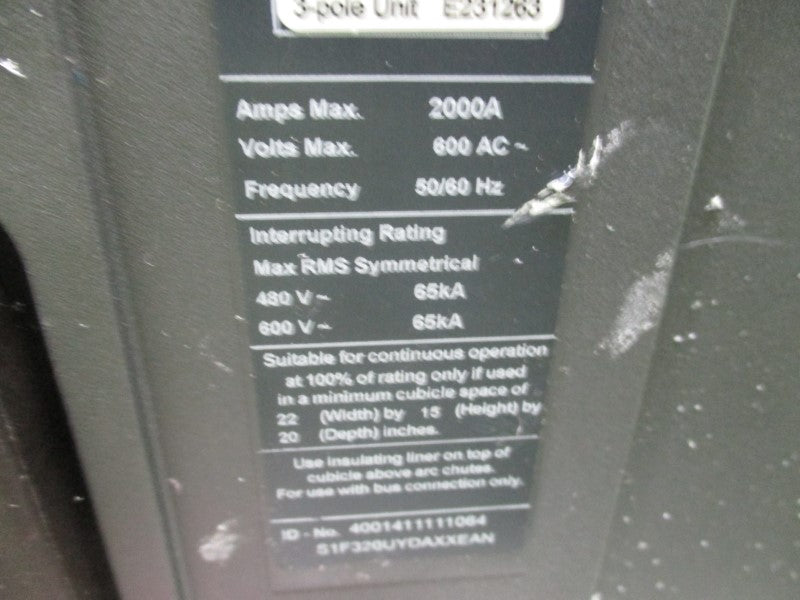 3-pole Unit E231263
Amps Max. 2000A
Volts Max. 600 AC ~
Frequency 50/60 Hz
Interrupting Rating
Max RMS Symmetrical
480 V ~ 65kA
600 V ~ 65kA
Suitable for continuous operation
at 100% of rating only if used
in a minimum cubicle space of
22 (Width) by 15 (Height) by
20 (Depth) inches.
Use insulating liner on top of
cubicle above arc chutes.
For use with bus connection only.
ID - No. 4001411111064
S1F320UYDAXXEAN